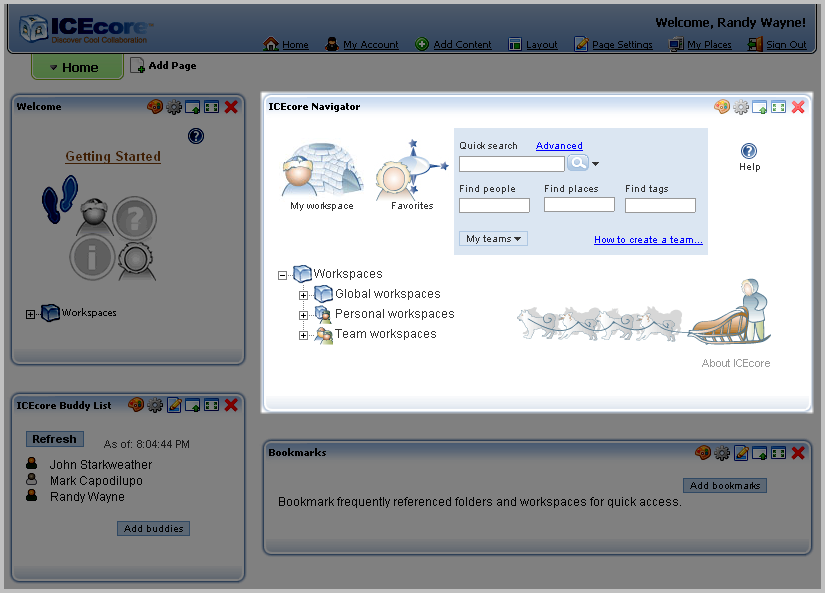 ICEcore™
Discover Cool Collaboration
Welcome, Randy Wayne!
Home My Account Add Content Layout Page Settings My Places Sign Out
Home
Add Page
Welcome
Getting Started
Workspaces
ICEcore Navigator
My workspace
Favorites
Quick search Advanced
Find people Find places Find tags
My teams
How to create a team...
Help
Workspaces
Global workspaces
Personal workspaces
Team workspaces
About ICEcore
ICEcore Buddy List
Refresh As of: 8:04:44 PM
John Starkweather
Mark Capodilupo
Randy Wayne
Add buddies
Bookmarks
Add bookmarks
Bookmark frequently referenced folders and workspaces for quick access.